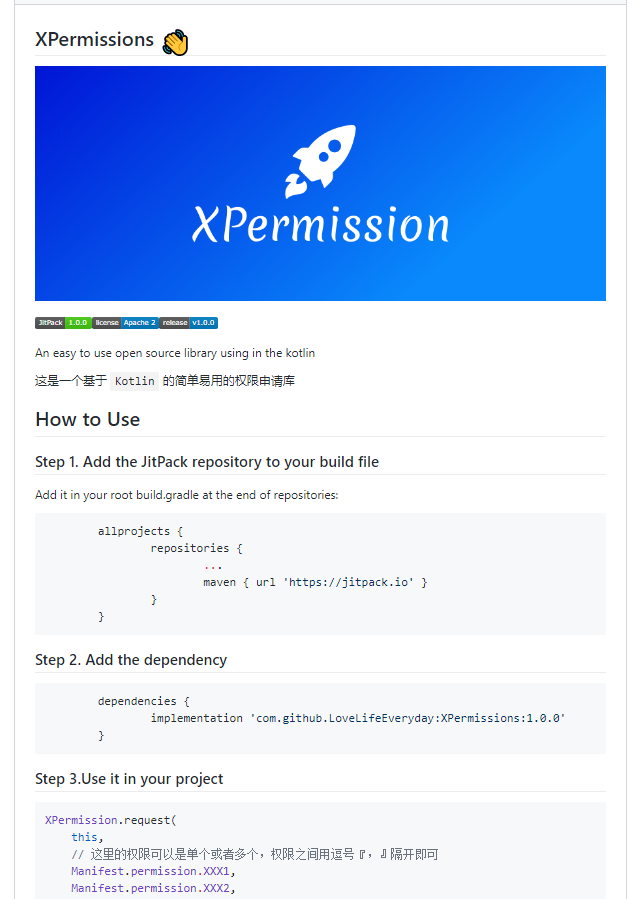 XPermissions
XPermission
JitPack 1.0.0 license Apache 2 release v1.0.0
An easy to use open source library using in the kotlin
这是一个基于 Kotlin 的简单易用的权限申请库
How to Use
Step 1. Add the JitPack repository to your build file
Add it in your root build.gradle at the end of repositories:
allprojects {
repositories {
...
maven { url 'https://jitpack.io' }
}
}
Step 2. Add the dependency
dependencies {
implementation 'com.github.LoveLifeEveryday:XPermissions:1.0.0'
}
Step 3.Use it in your project
XPermission.request(
this,
// 这里的权限可以是单个或者多个，权限之间用逗号『，』隔开即可
Manifest.permission.XXX1,
Manifest.permission.XXX2,